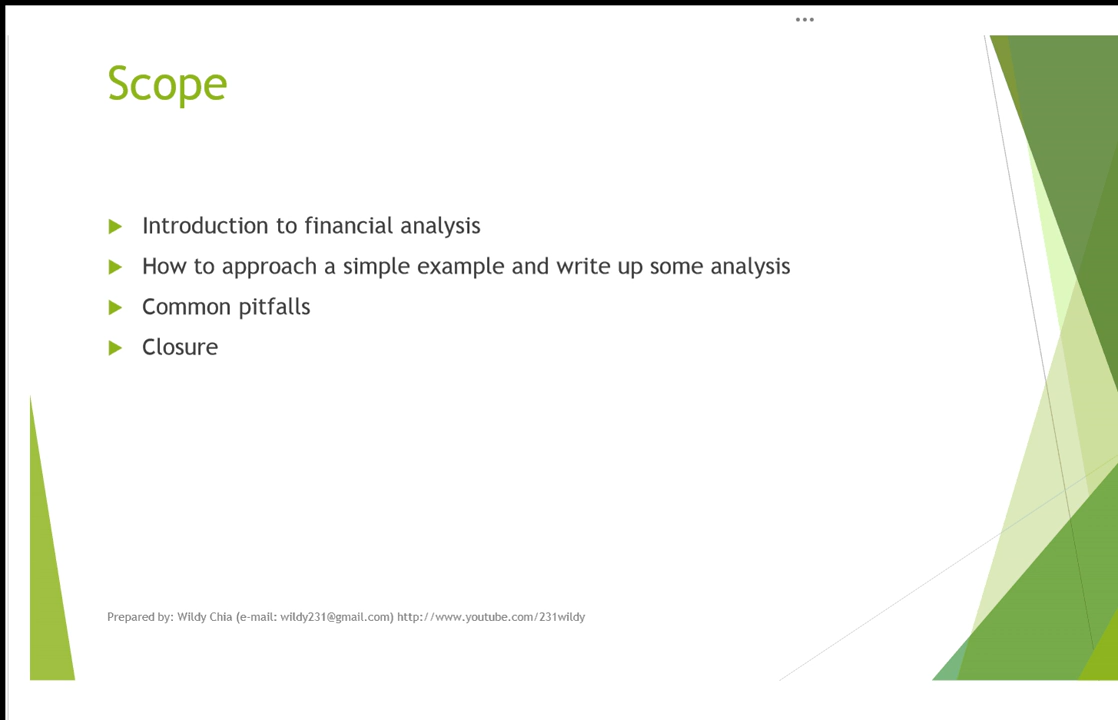 Scope
Introduction to financial analysis
How to approach a simple example and write up some analysis
Common pitfalls
Closure
Prepared by: Wildy Chia (e-mail: wildy231@gmail.com) http://www.youtube.com/231wildy